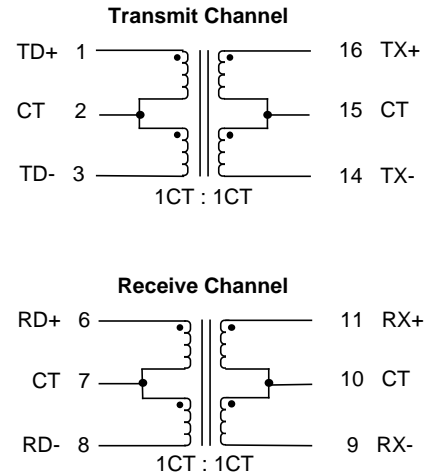 Transmit Channel
TD+ 1 16 TX+
CT 2 15 CT
TD- 3 14 TX-
1CT : 1CT
Receive Channel
RD+ 6 11 RX+
CT 7 10 CT
RD- 8 9 RX-
1CT : 1CT